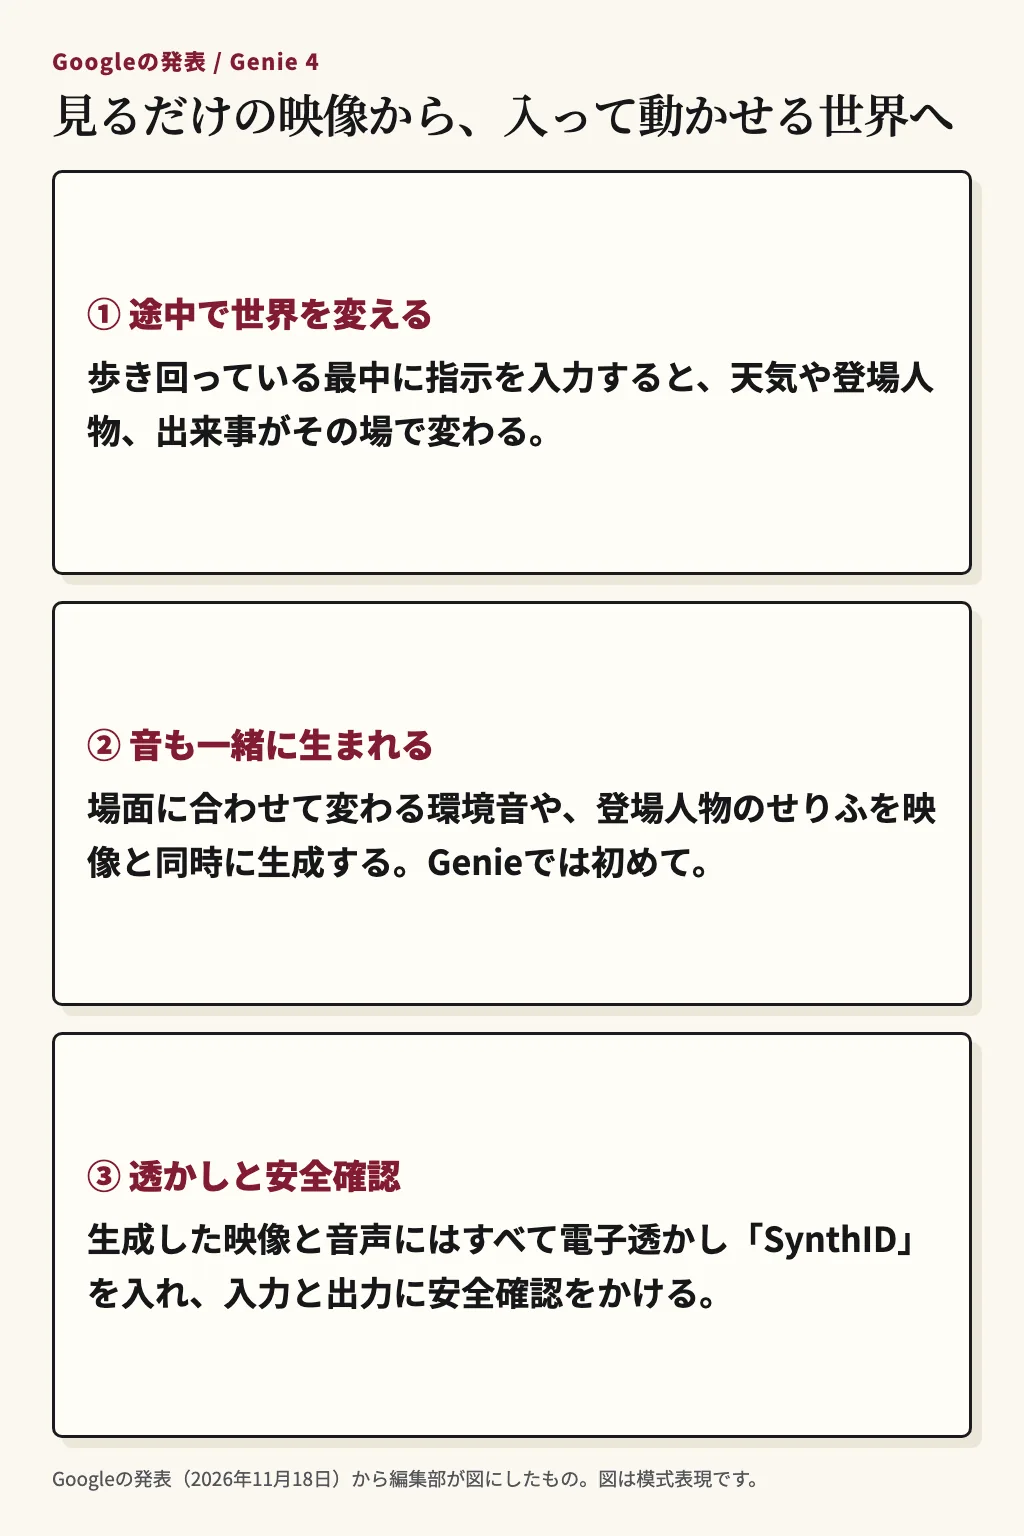 Googleの発表 / Genie 4
見るだけの映像から、入って動かせる世界へ
① 途中で世界を変える
歩き回っている最中に指示を入力すると、天気や登場人
物、出来事がその場で変わる。
② 音も一緒に生まれる
場面に合わせて変わる環境音や、登場人物のせりふを映
像と同時に生成する。Genieでは初めて。
③ 透かしと安全確認
生成した映像と音声にはすべて電子透かし「SynthID」
を入れ、入力と出力に安全確認をかける。
Googleの発表（2026年11月18日）から編集部が図にしたもの。図は模式表現です。